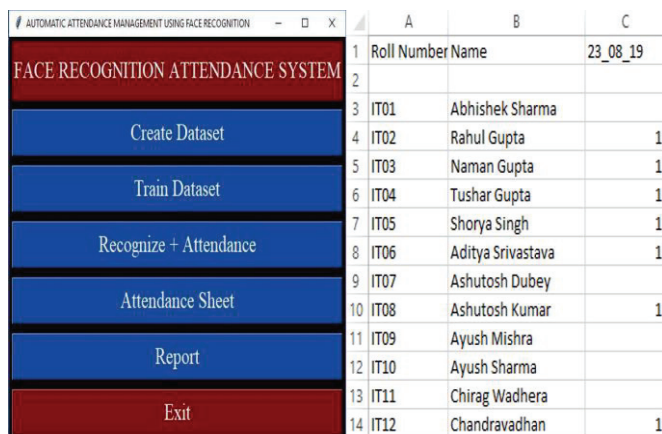 AUTOMATIC ATTENDANCE MANAGEMENT USING FACE RECOGNITION
FACE RECOGNITION ATTENDANCE SYSTEM
Create Dataset
Train Dataset
Recognize + Attendance
Attendance Sheet
Report
Exit
A B C
1 Roll Number Name 23_08_19
2
3 IT01 Abhishek Sharma
4 IT02 Rahul Gupta 1
5 IT03 Naman Gupta 1
6 IT04 Tushar Gupta 1
7 IT05 Shorya Singh 1
8 IT06 Aditya Srivastava 1
9 IT07 Ashutosh Dubey
10 IT08 Ashutosh Kumar 1
11 IT09 Ayush Mishra
12 IT10 Ayush Sharma
13 IT11 Chirag Wadhera
14 IT12 Chandravadhan 1